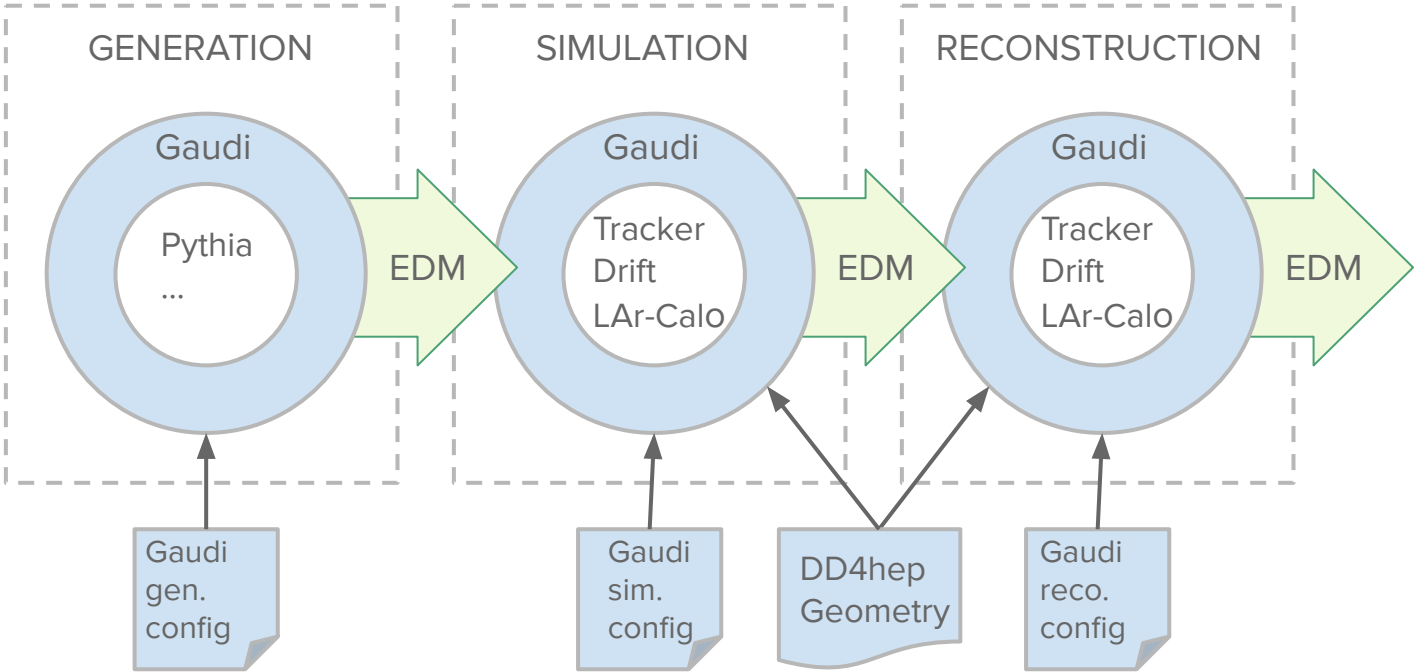 GENERATION
Gaudi
Pythia
...
EDM
Gaudi
gen.
config
SIMULATION
Gaudi
Tracker
Drift
LAr-Calo
EDM
Gaudi
sim.
config
DD4hep
Geometry
RECONSTRUCTION
Gaudi
Tracker
Drift
LAr-Calo
EDM
Gaudi
reco.
config